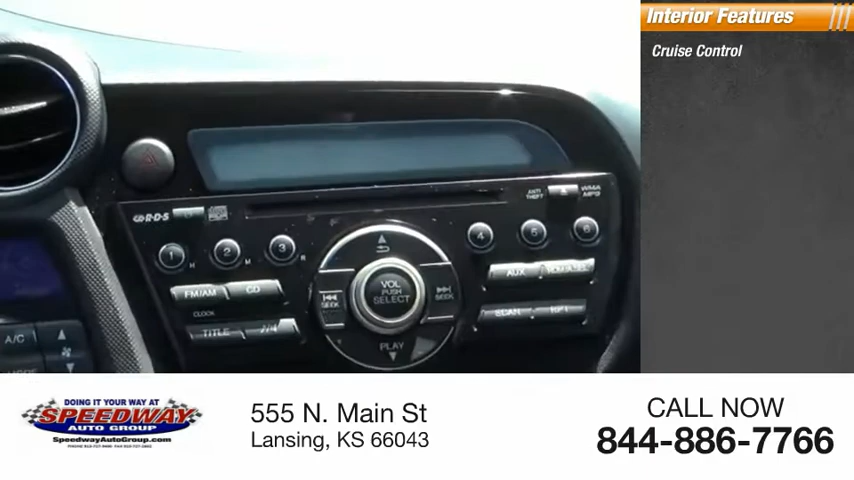 Interior Features
Cruise Control
R·D·S
ANTI THEFT
WMA MP3
1
2
3
4
5
6
H
M
R
FM/AM
CD
AUX
CLOCK
TITLE
SCAN
RPT
VOL
PUSH
SELECT
SEEK
SEEK
PLAY
A/C
MODE
DOING IT YOUR WAY AT
SPEEDWAY
AUTO GROUP
SpeedwayAutoGroup.com
555 N. Main St
Lansing, KS 66043
CALL NOW
844-886-7766